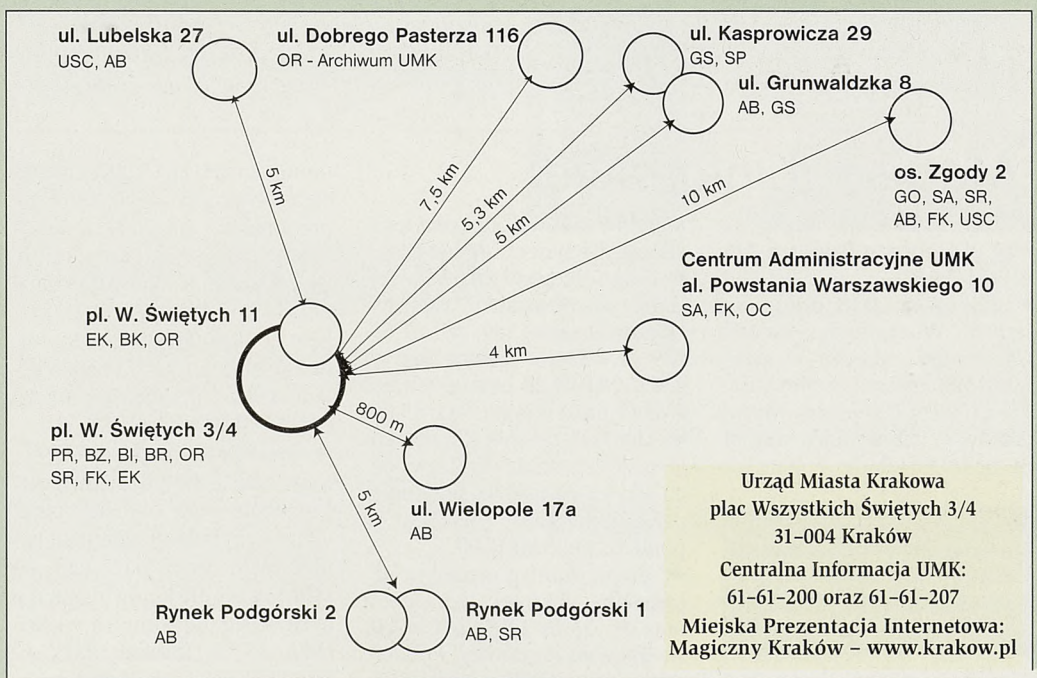 ul. Lubelska 27
USC, AB
ul. Dobrego Pasterza 116
OR - Archiwum UMK
ul. Kasprowicza 29
GS, SP
ul. Grunwaldzka 8
AB, GS
os. Zgody 2
GO, SA, SR,
AB, FK, USC
5 km
7,5 km
5,3 km
5 km
10 km
Centrum Administracyjne UMK
al. Powstania Warszawskiego 10
SA, FK, OC
pl. W. Świętych 11
EK, BK, OR
4 km
800 m
pl. W. Świętych 3/4
PR, BZ, BI, BR, OR
SR, FK, EK
5 km
ul. Wielopole 17a
AB
Rynek Podgórski 2
AB
Rynek Podgórski 1
AB, SR
Urząd Miasta Krakowa
plac Wszystkich Świętych 3/4
31-004 Kraków
Centralna Informacja UMK:
61-61-200 oraz 61-61-207
Miejska Prezentacja Internetowa:
Magiczny Kraków – www.krakow.pl